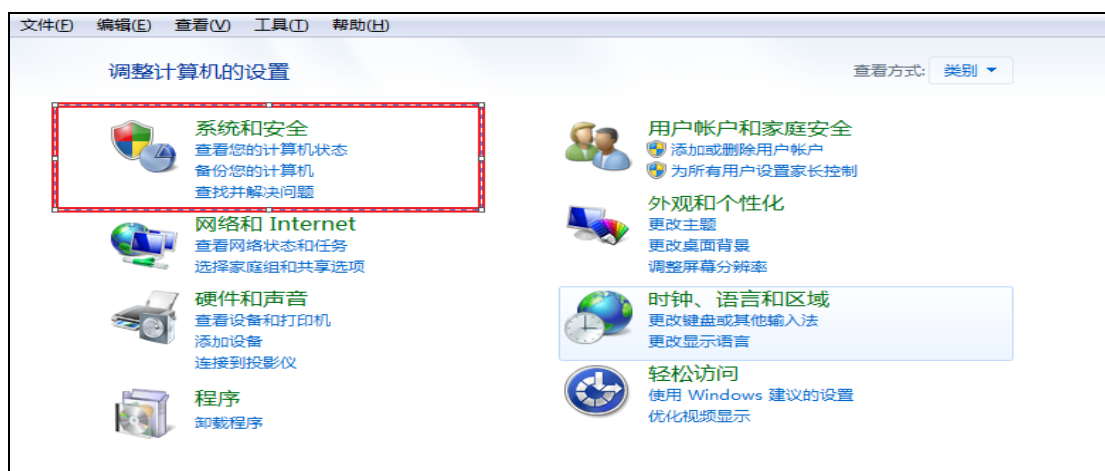 文件(F) 编辑(E) 查看(V) 工具(T) 帮助(H)
调整计算机的设置
查看方式: 类别
系统和安全
查看您的计算机状态
备份您的计算机
查找并解决问题
网络和 Internet
查看网络状态和任务
选择家庭组和共享选项
硬件和声音
查看设备和打印机
添加设备
连接到投影仪
程序
卸载程序
用户帐户和家庭安全
添加或删除用户帐户
为所有用户设置家长控制
外观和个性化
更改主题
更改桌面背景
调整屏幕分辨率
时钟、语言和区域
更改键盘或其他输入法
更改显示语言
轻松访问
使用 Windows 建议的设置
优化视频显示